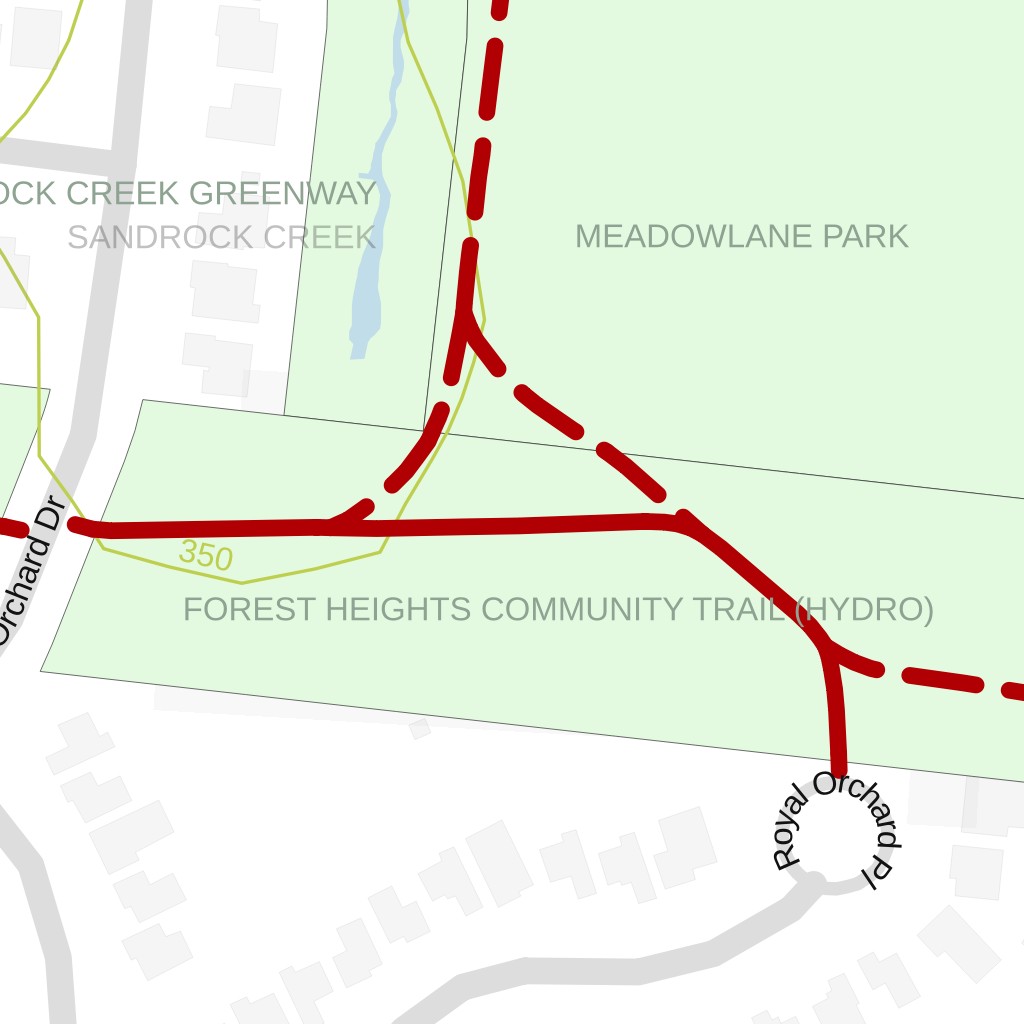 OCK CREEK GREENWAY
SANDROCK CREEK
MEADOWLANE PARK
Orchard Dr
350
FOREST HEIGHTS COMMUNITY TRAIL (HYDRO)
Royal Orchard Pl